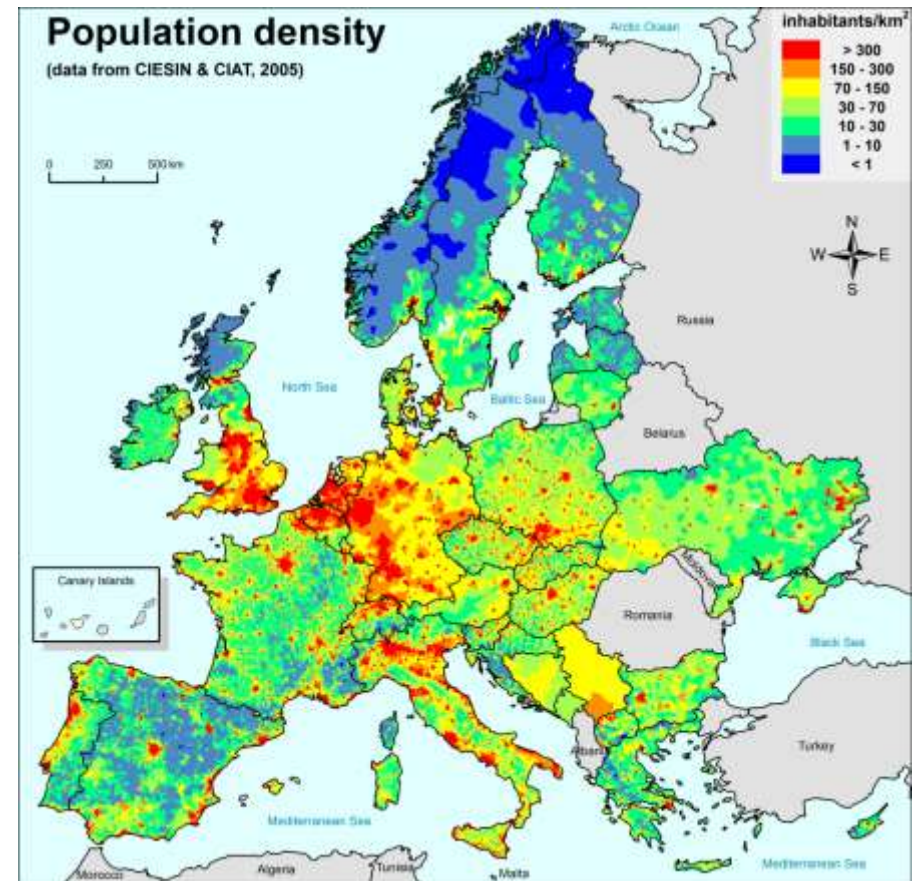 Population density
(data from CIESIN & CIAT, 2005)
0 250 500 km
inhabitants/km²
> 300
150 - 300
70 - 150
30 - 70
10 - 30
1 - 10
< 1
N
W E
S
Arctic Ocean
Russia
North Sea
Baltic Sea
Belarus
Canary Islands
Moldova
Romania
Black Sea
Albania
Turkey
Mediterranean Sea
Mediterranean Sea
Morocco
Algeria
Tunisia
Malta